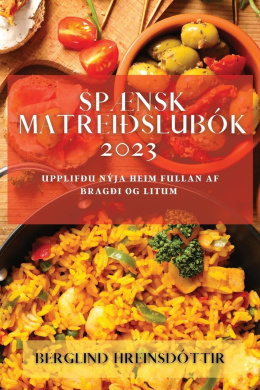 SPÆNSK
MATREIÐSLUBÓK
2023
UPPLIFÐU NÝJA HEIM FULLAN AF
BRAGÐI OG LITUM
BERGLIND HREINSDÓTTIR